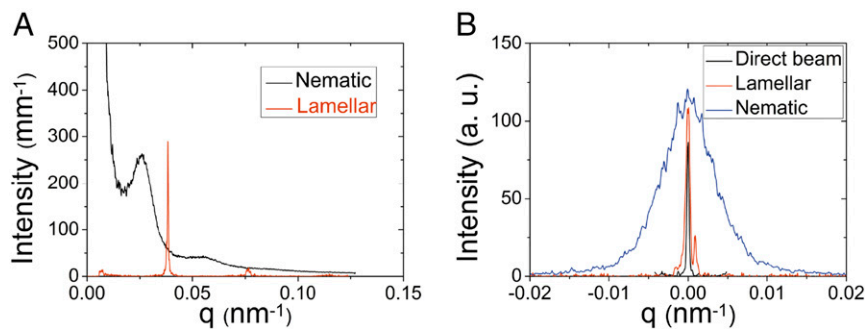 A
500
400
300
200
100
0
0.00 0.05 0.10 0.15
Intensity (mm-1)
q (nm-1)
Nematic
Lamellar
B
150
100
50
0
-0.02 -0.01 0.00 0.01 0.02
Intensity (a. u.)
q (nm-1)
Direct beam
Lamellar
Nematic